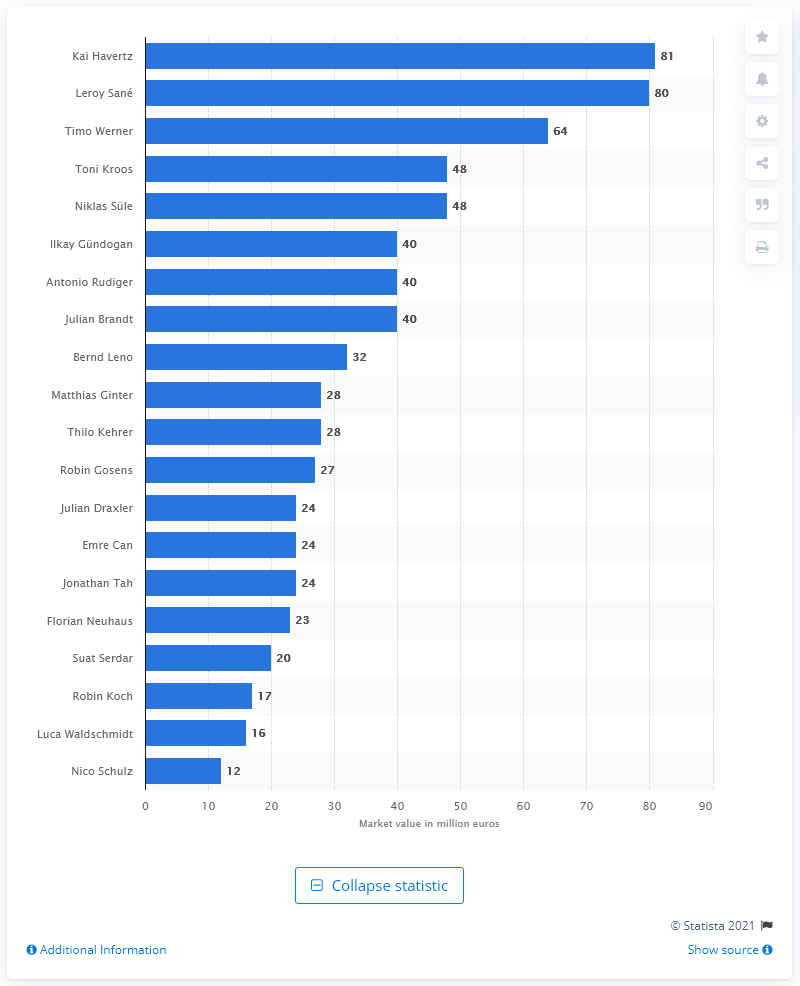 Kai Havertz 81
Leroy Sané 80
Timo Werner 64
Toni Kroos 48
Niklas Süle 48
Ilkay Gündogan 40
Antonio Rudiger 40
Julian Brandt 40
Bernd Leno 32
Matthias Ginter 28
Thilo Kehrer 28
Robin Gosens 27
Julian Draxler 24
Emre Can 24
Jonathan Tah 24
Florian Neuhaus 23
Suat Serdar 20
Robin Koch 17
Luca Waldschmidt 16
Nico Schulz 12
0 10 20 30 40 50 60 70 80 90
Market value in million euros
Collapse statistic
© Statista 2021
Additional Information Show source